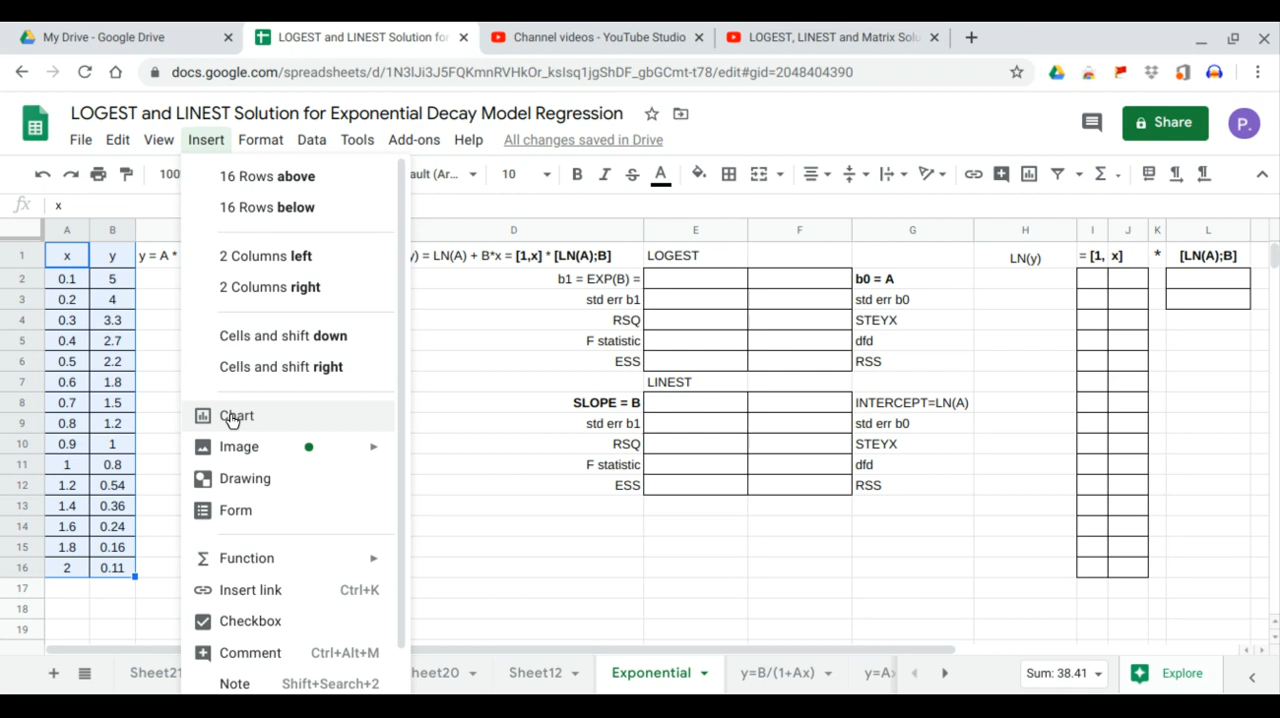 My Drive - Google Drive
LOGEST and LINEST Solution for
Channel videos - YouTube Studio
LOGEST, LINEST and Matrix Solu
docs.google.com/spreadsheets/d/1N3lJi3J5FQKmnRVHkOr_ksIsq1jgShDF_gbGCmt-t78/edit#gid=2048404390
LOGEST and LINEST Solution for Exponential Decay Model Regression
Share
P.
File Edit View Insert Format Data Tools Add-ons Help All changes saved in Drive
100 ault (Ar... 10 B I S A
fx x
A B D E F G H I J K L
1 x y y = A * y) = LN(A) + B*x = [1,x] * [LN(A);B] LOGEST LN(y) = [1, x] * [LN(A);B]
2 0.1 5 b1 = EXP(B) = b0 = A
3 0.2 4 std err b1 std err b0
4 0.3 3.3 RSQ STEYX
5 0.4 2.7 F statistic dfd
6 0.5 2.2 ESS RSS
7 0.6 1.8 LINEST
8 0.7 1.5 SLOPE = B INTERCEPT=LN(A)
9 0.8 1.2 std err b1 std err b0
10 0.9 1 RSQ STEYX
11 1 0.8 F statistic dfd
12 1.2 0.54 ESS RSS
13 1.4 0.36
14 1.6 0.24
15 1.8 0.16
16 2 0.11
17
18
19
16 Rows above
16 Rows below
2 Columns left
2 Columns right
Cells and shift down
Cells and shift right
Chart
Image
Drawing
Form
Function
Insert link Ctrl+K
Checkbox
Comment Ctrl+Alt+M
Note Shift+Search+2
Sheet21 heet20 Sheet12 Exponential y=B/(1+Ax) y=Ax Sum: 38.41 Explore